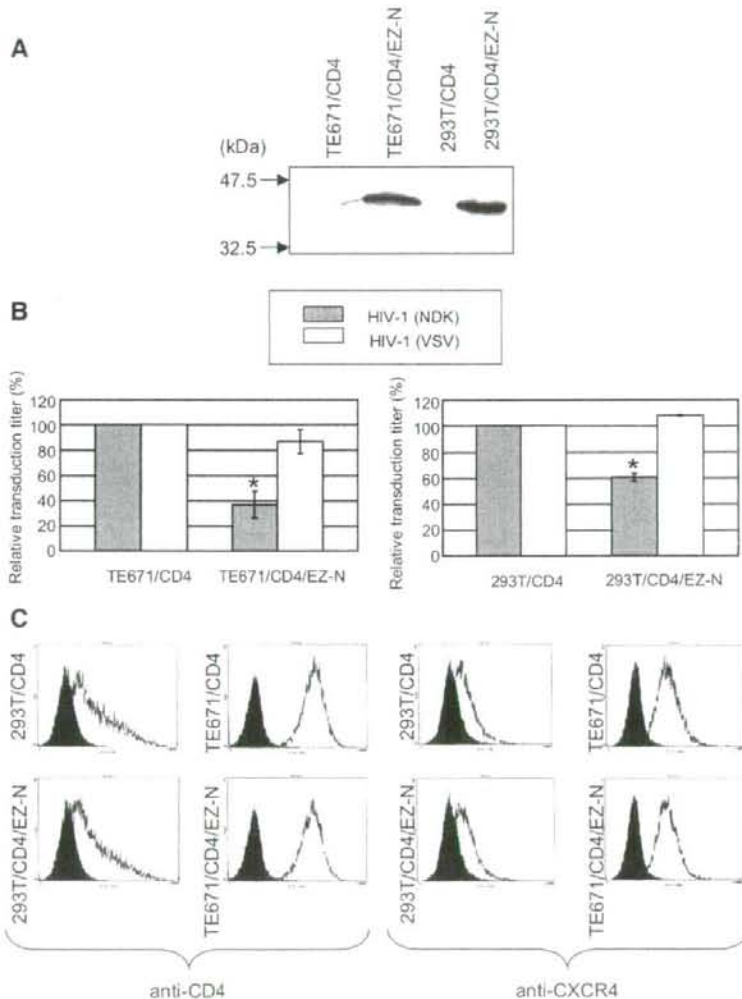 A
TE671/CD4
TE671/CD4/EZ-N
293T/CD4
293T/CD4/EZ-N
(kDa)
47.5
32.5
B
HIV-1 (NDK)
HIV-1 (VSV)
Relative transduction titer (%)
120
100
80
60
40
20
0
*
TE671/CD4
TE671/CD4/EZ-N
Relative transduction titer (%)
120
100
80
60
40
20
0
*
293T/CD4
293T/CD4/EZ-N
C
293T/CD4
TE671/CD4
293T/CD4
TE671/CD4
293T/CD4/EZ-N
TE671/CD4/EZ-N
293T/CD4/EZ-N
TE671/CD4/EZ-N
anti-CD4
anti-CXCR4